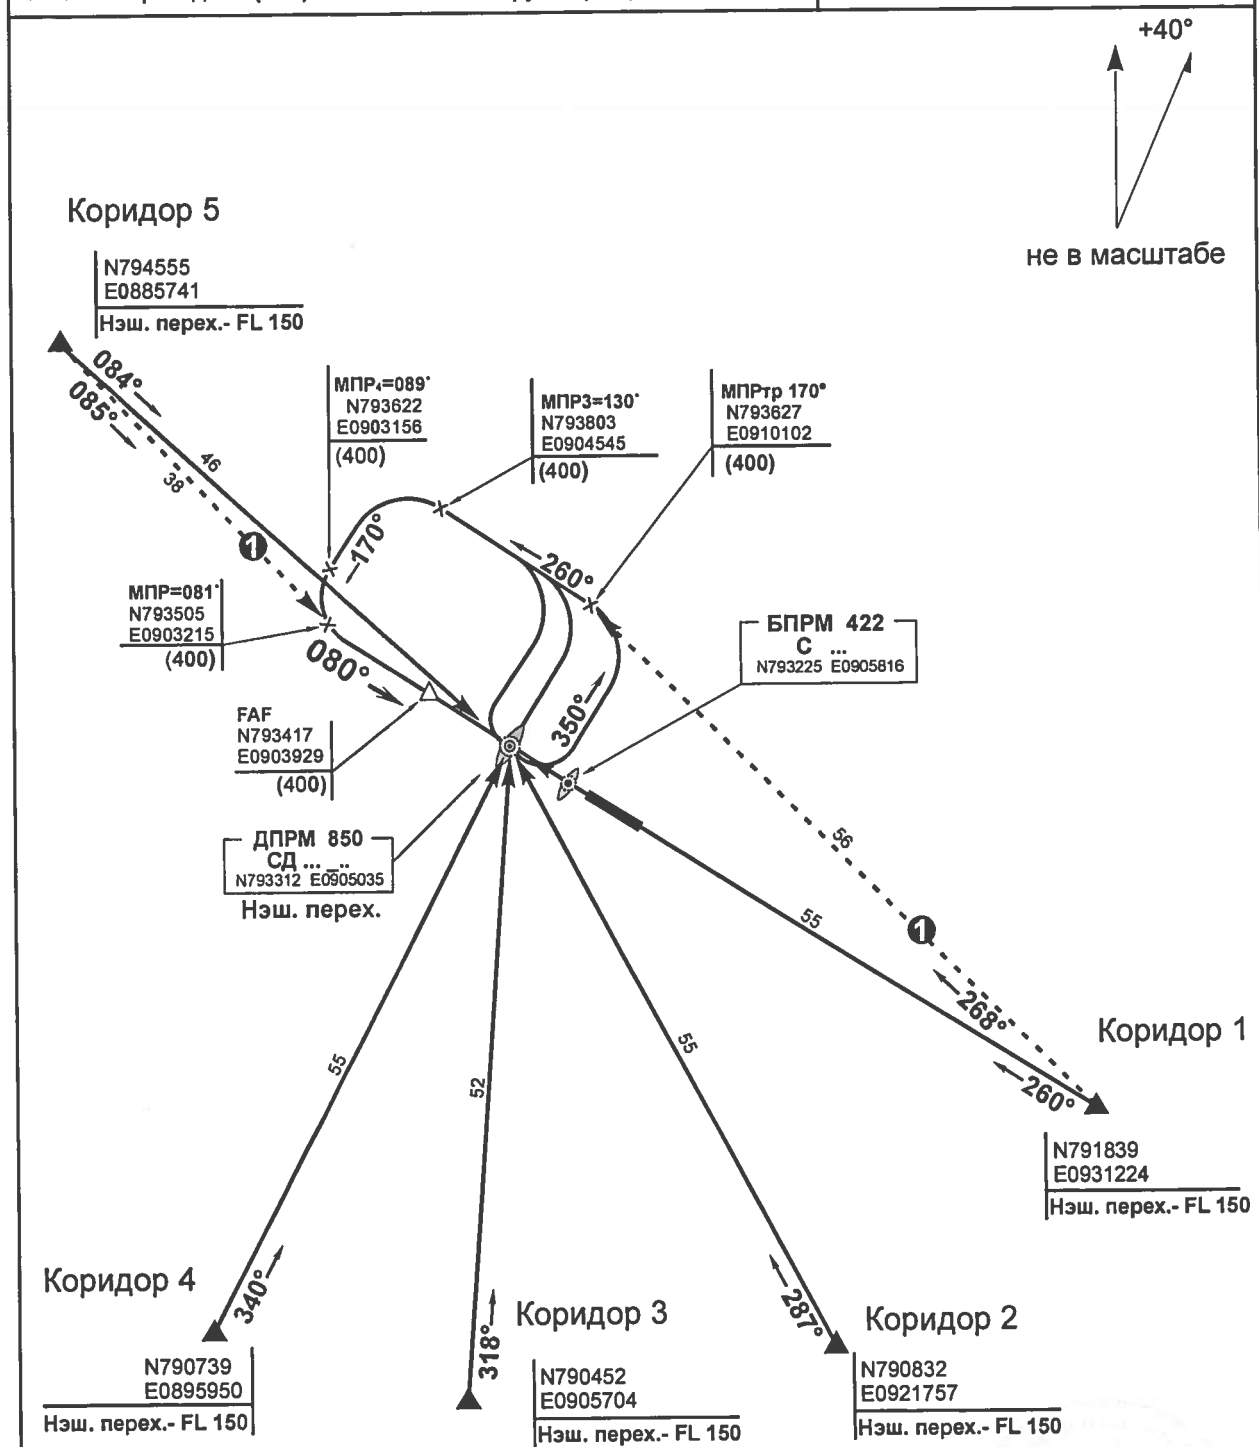 +40°
не в масштабе
Коридор 5
N794555
E0885741
Нэш. перех.- FL 150
084°
085°
46
38
1
МПР4=089°
N793622
E0903156
(400)
МПР3=130°
N793803
E0904545
(400)
МПРтр 170°
N793627
E0910102
(400)
170°
260°
МПР=081°
N793505
E0903215
(400)
080°
БПРМ 422
С ...
N793225 E0905816
350°
FAF
N793417
E0903929
(400)
ДПРМ 850
СД ... _..
N793312 E0905035
Нэш. перех.
56
55
1
268°
260°
Коридор 1
N791839
E0931224
Нэш. перех.- FL 150
55
52
55
Коридор 4
340°
N790739
E0895950
Нэш. перех.- FL 150
318°
Коридор 3
N790452
E0905704
Нэш. перех.- FL 150
287°
Коридор 2
N790832
E0921757
Нэш. перех.- FL 150